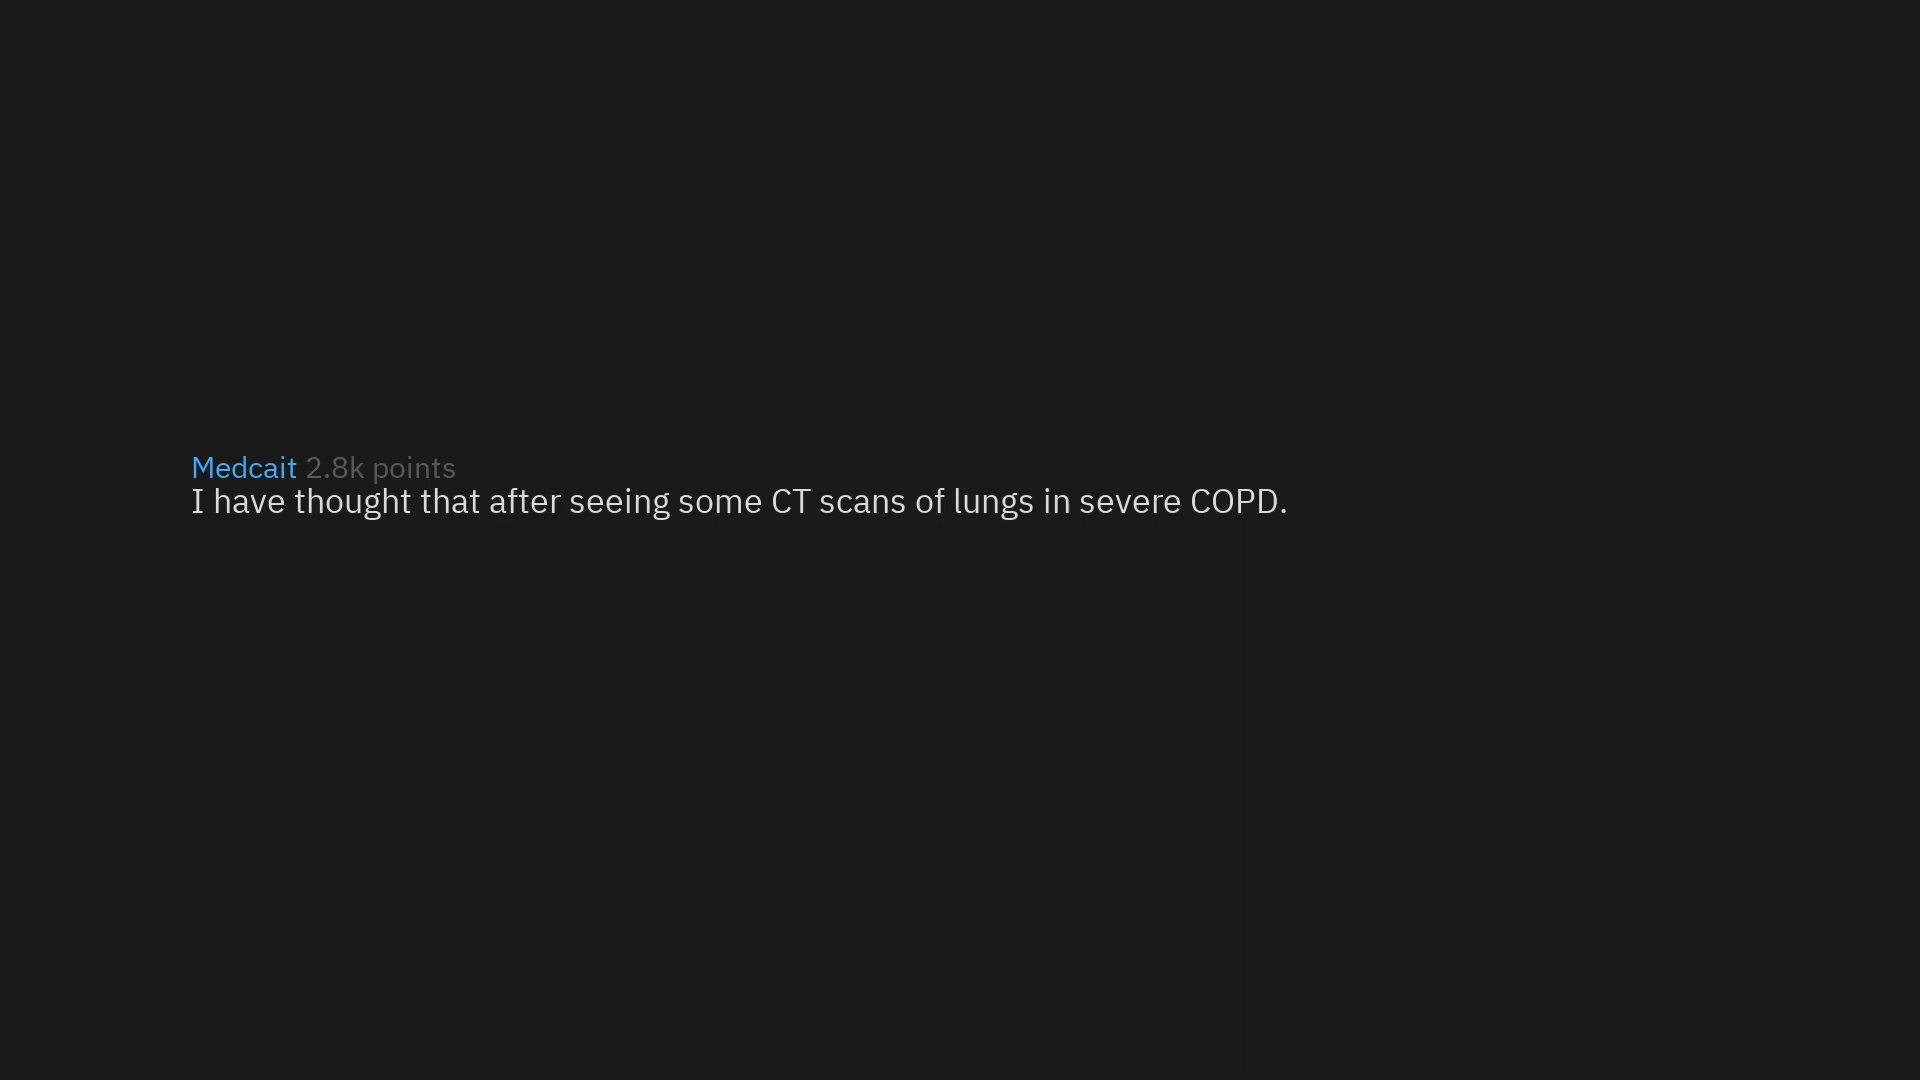 Medcait 2.8k points
I have thought that after seeing some CT scans of lungs in severe COPD.